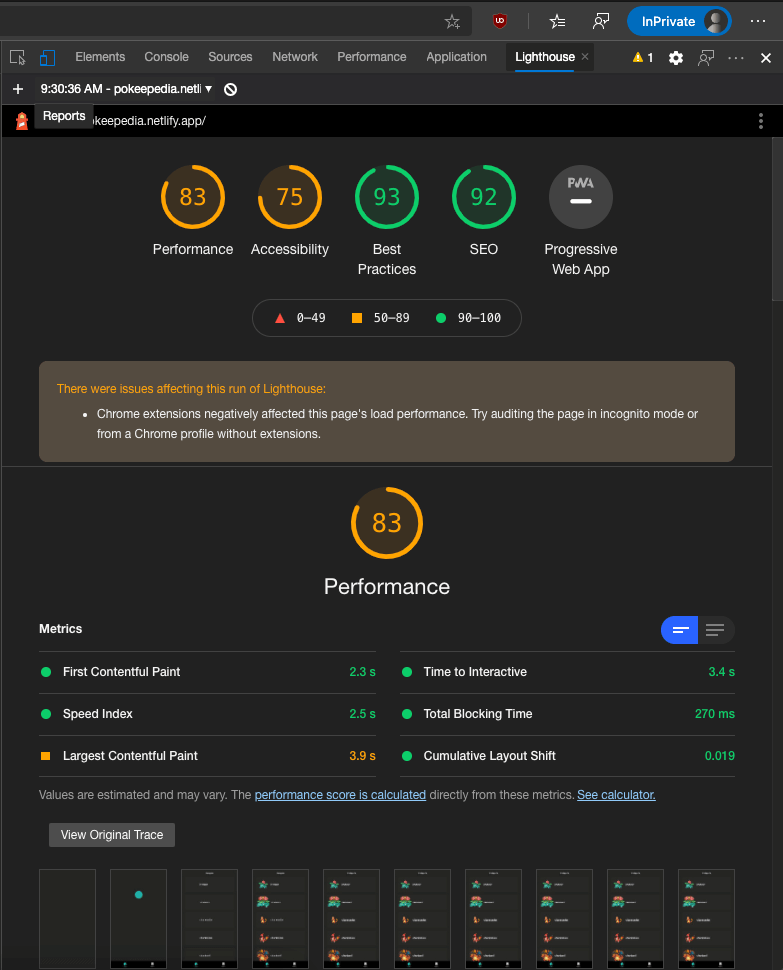 UD
InPrivate
Elements Console Sources Network Performance Application Lighthouse
1
9:30:36 AM - pokeepedia.netli
Reports
keepedia.netlify.app/
83 75 93 92 PWA
Performance Accessibility Best Practices SEO Progressive Web App
0–49 50–89 90–100
There were issues affecting this run of Lighthouse:
Chrome extensions negatively affected this page's load performance. Try auditing the page in incognito mode or
from a Chrome profile without extensions.
83
Performance
Metrics
First Contentful Paint 2.3 s Time to Interactive 3.4 s
Speed Index 2.5 s Total Blocking Time 270 ms
Largest Contentful Paint 3.9 s Cumulative Layout Shift 0.019
Values are estimated and may vary. The performance score is calculated directly from these metrics. See calculator.
View Original Trace